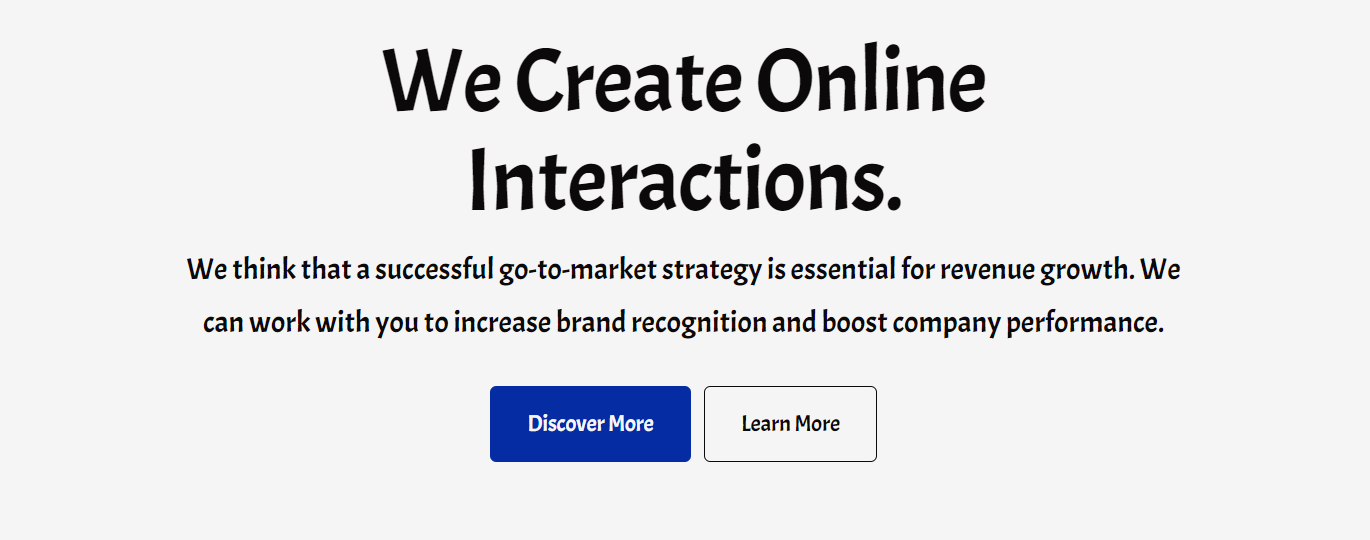 We Create Online
Interactions.
We think that a successful go-to-market strategy is essential for revenue growth. We
can work with you to increase brand recognition and boost company performance.
Discover More
Learn More